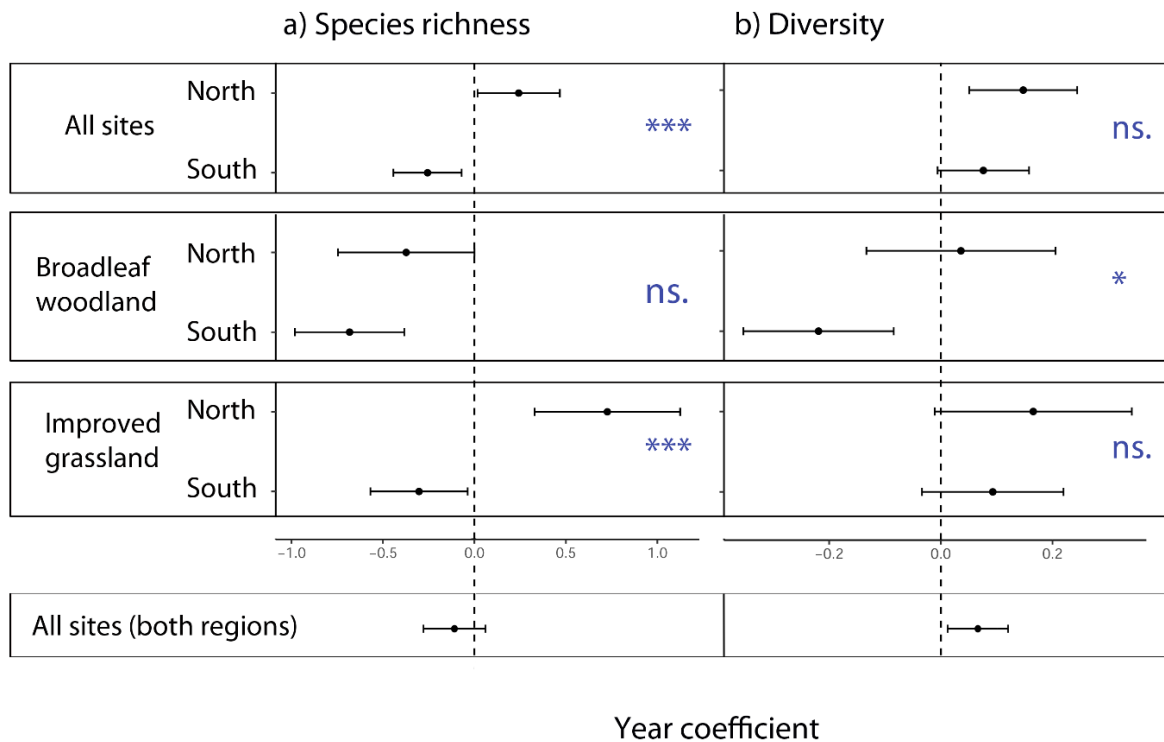 a) Species richness
b) Diversity
North
All sites
***
ns.
South
North
Broadleaf
woodland
ns.
*
South
North
Improved
grassland
***
ns.
South
−1.0 −0.5 0.0 0.5 1.0
−0.2 0.0 0.2
All sites (both regions)
Year coefficient